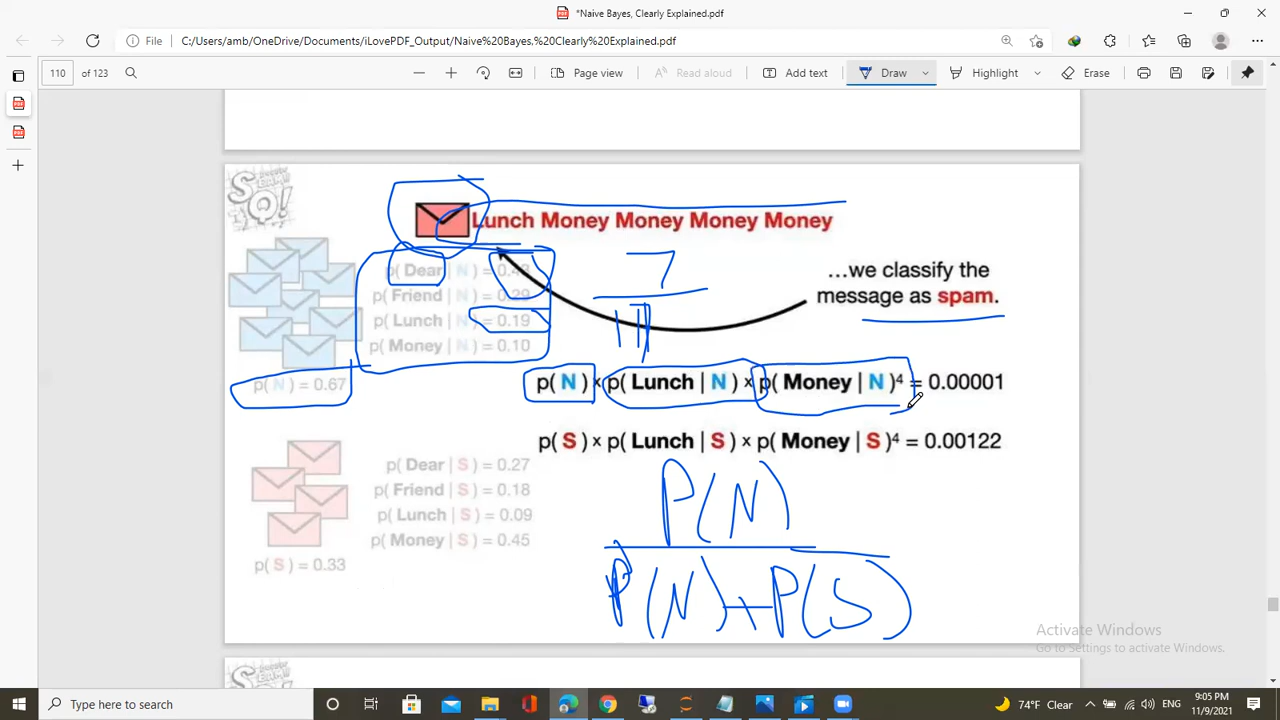 *Naive Bayes, Clearly Explained.pdf
File C:/Users/amb/OneDrive/Documents/iLovePDF_Output/Naive%20Bayes,%20Clearly%20Explained.pdf
110 of 123 Page view Read aloud Add text Draw Highlight Erase
Lunch Money Money Money Money
p( Dear | N ) = 0.43
p( Friend | N ) = 0.29
p( Lunch | N ) = 0.19
p( Money | N ) = 0.10
p( N ) = 0.67
7
17
…we classify the
message as spam.
p( N ) × p( Lunch | N ) × p( Money | N )⁴ = 0.00001
p( S ) × p( Lunch | S ) × p( Money | S )⁴ = 0.00122
p( Dear | S ) = 0.27
p( Friend | S ) = 0.18
p( Lunch | S ) = 0.09
p( Money | S ) = 0.45
p( S ) = 0.33
P(N)
P(N)+P(S)
Activate Windows
Go to Settings to activate Windows.
Type here to search
74°F Clear ENG
9:05 PM
11/9/2021